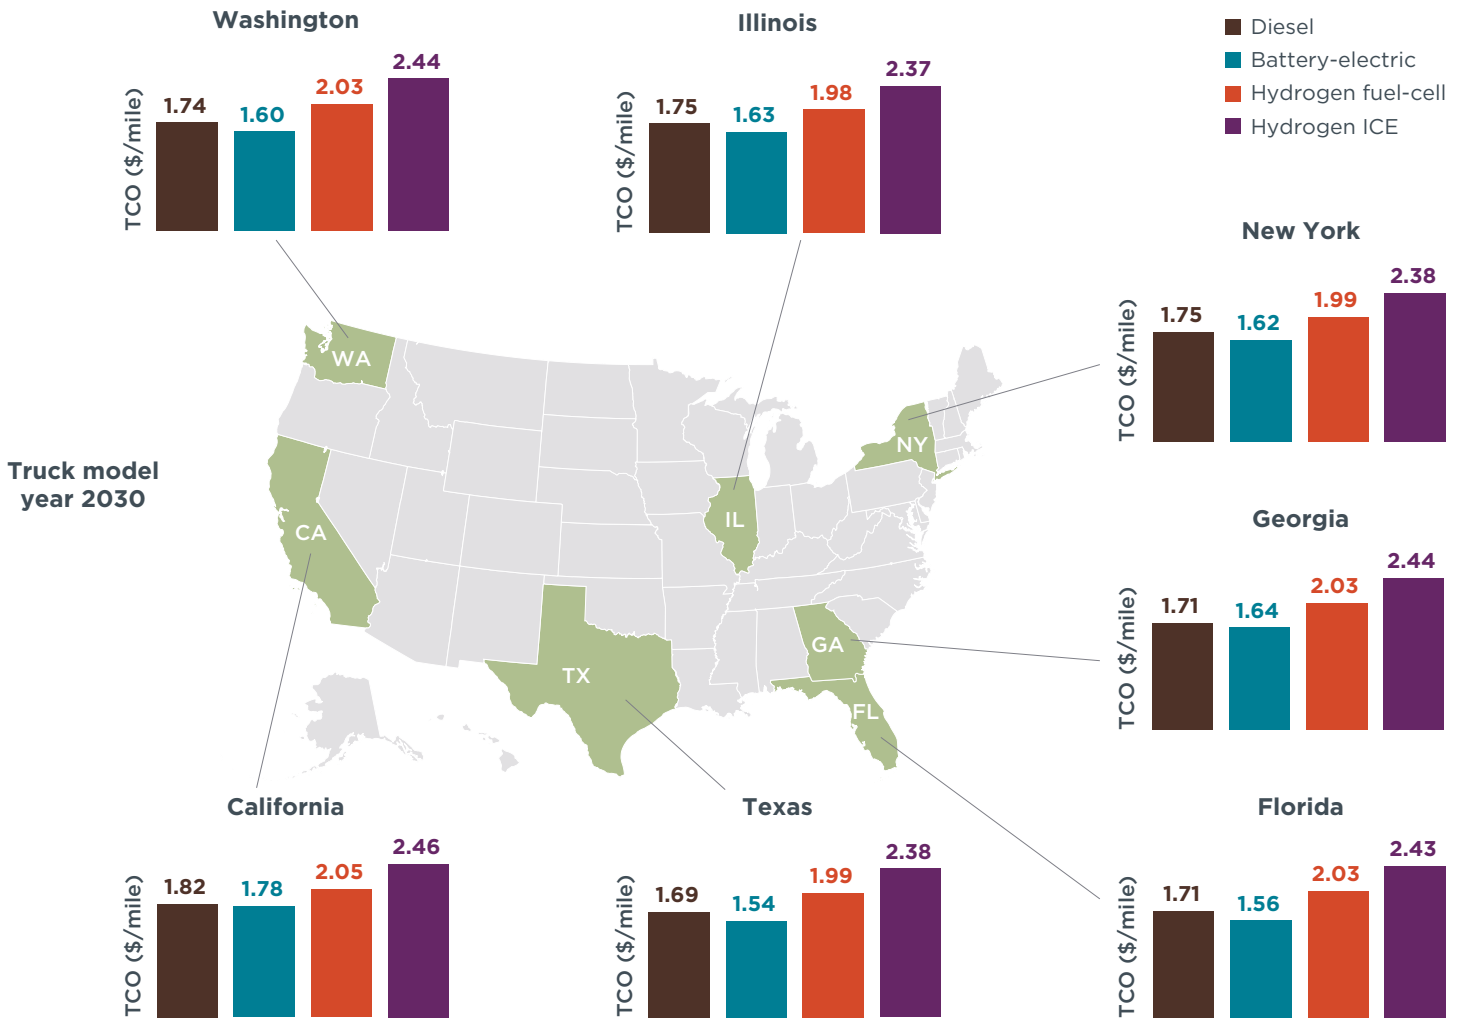 Washington
TCO ($/mile)
1.74
1.60
2.03
2.44
Illinois
TCO ($/mile)
1.75
1.63
1.98
2.37
Diesel
Battery-electric
Hydrogen fuel-cell
Hydrogen ICE
New York
TCO ($/mile)
1.75
1.62
1.99
2.38
Truck model
year 2030
WA
CA
TX
IL
NY
GA
FL
Georgia
TCO ($/mile)
1.71
1.64
2.03
2.44
California
TCO ($/mile)
1.82
1.78
2.05
2.46
Texas
TCO ($/mile)
1.69
1.54
1.99
2.38
Florida
TCO ($/mile)
1.71
1.56
2.03
2.43